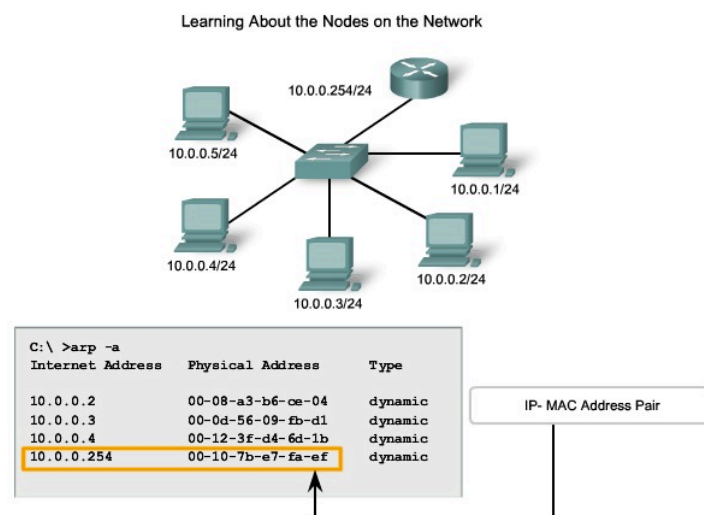 Learning About the Nodes on the Network
10.0.0.254/24
10.0.0.5/24
10.0.0.1/24
10.0.0.4/24
10.0.0.2/24
10.0.0.3/24
C:\ >arp -a
Internet Address Physical Address Type
10.0.0.2 00-08-a3-b6-ce-04 dynamic
10.0.0.3 00-0d-56-09-fb-d1 dynamic
10.0.0.4 00-12-3f-d4-6d-1b dynamic
10.0.0.254 00-10-7b-e7-fa-ef dynamic
IP- MAC Address Pair